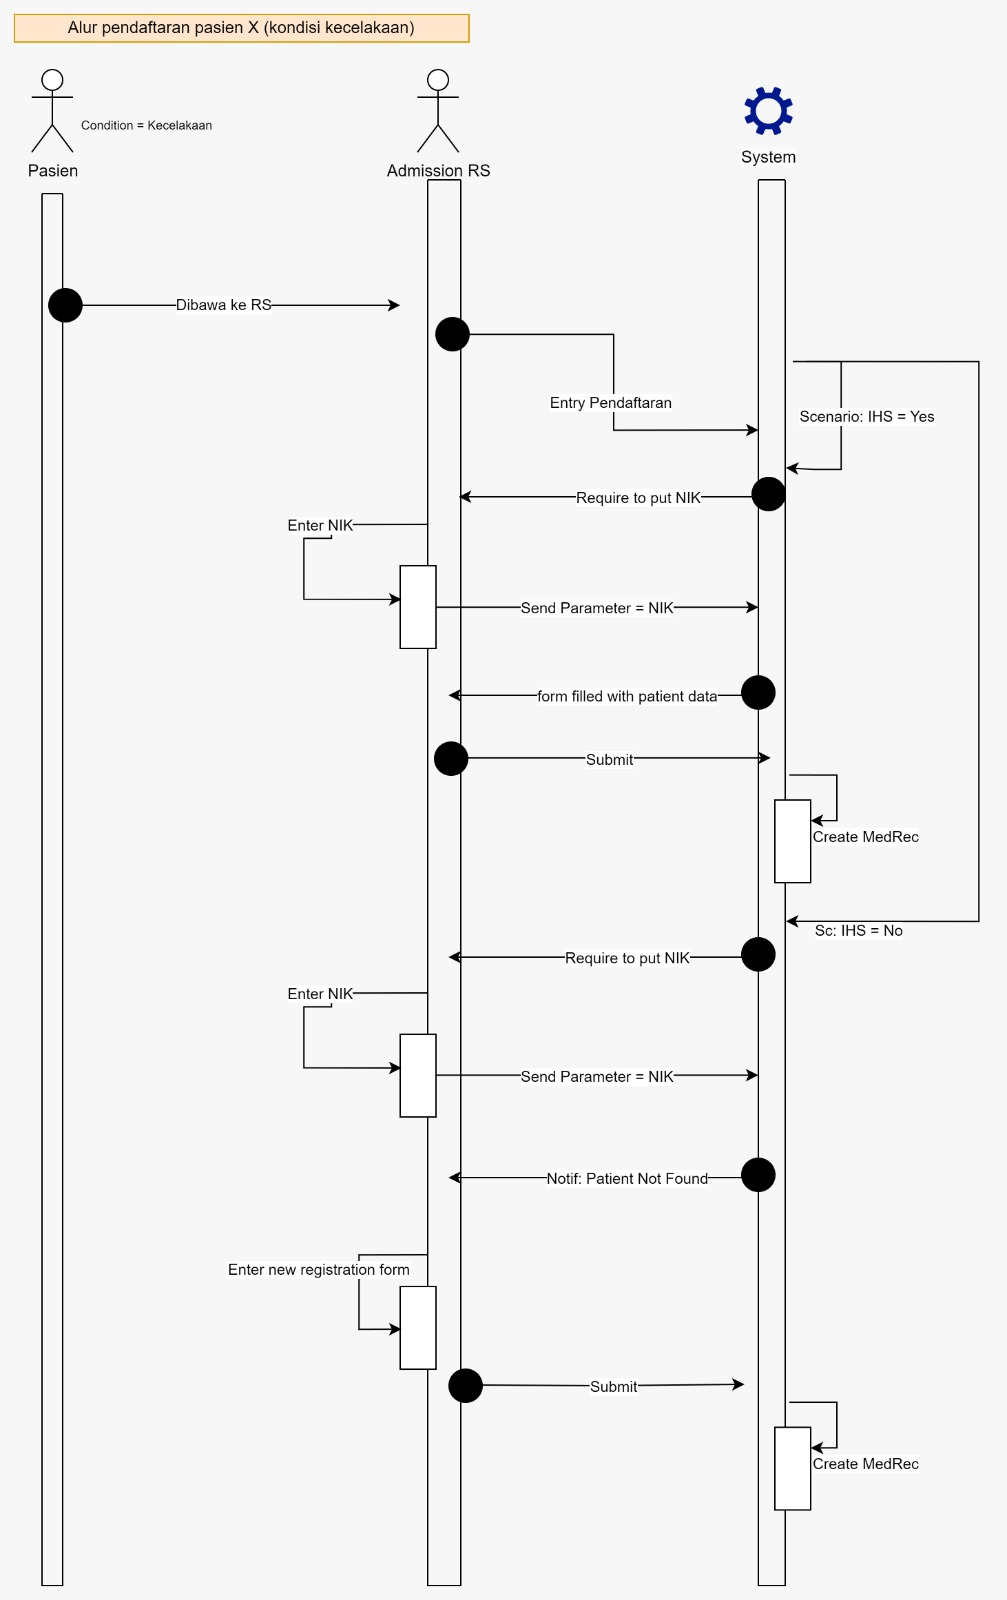 Alur pendaftaran pasien X (kondisi kecelakaan)
Condition = Kecelakaan
Pasien
Admission RS
System
Dibawa ke RS
Entry Pendaftaran
Scenario: IHS = Yes
Require to put NIK
Enter NIK
Send Parameter = NIK
form filled with patient data
Submit
Create MedRec
Sc: IHS = No
Require to put NIK
Enter NIK
Send Parameter = NIK
Notif: Patient Not Found
Enter new registration form
Submit
Create MedRec